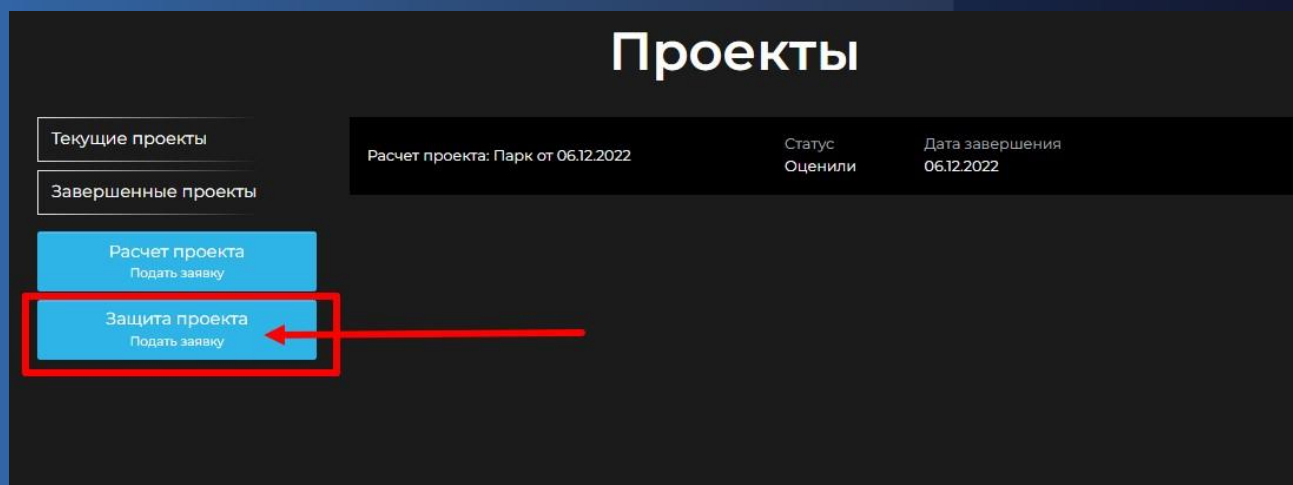 Проекты
Текущие проекты
Завершенные проекты
Расчет проекта
Подать заявку
Защита проекта
Подать заявку
Расчет проекта: Парк от 06.12.2022
Статус
Оценили
Дата завершения
06.12.2022